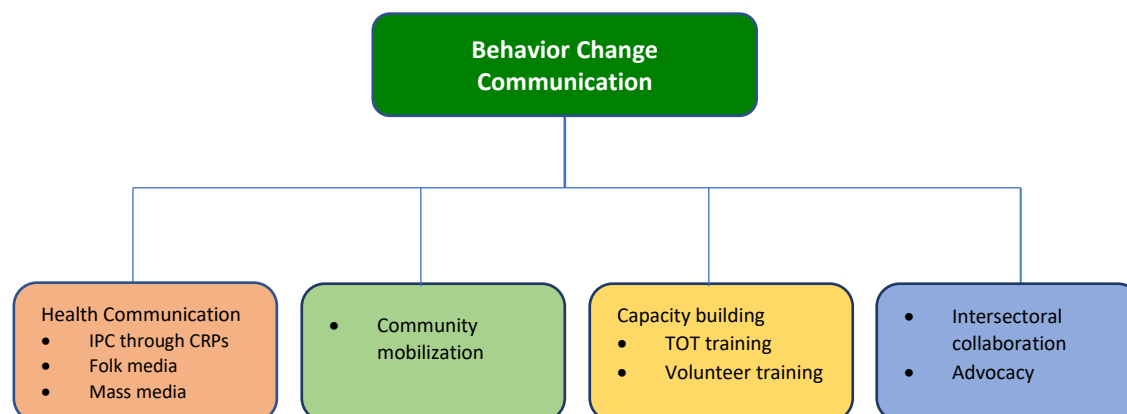 Behavior Change
Communication
Health Communication
• IPC through CRPs
• Folk media
• Mass media
• Community
mobilization
Capacity building
• TOT training
• Volunteer training
• Intersectoral
collaboration
• Advocacy